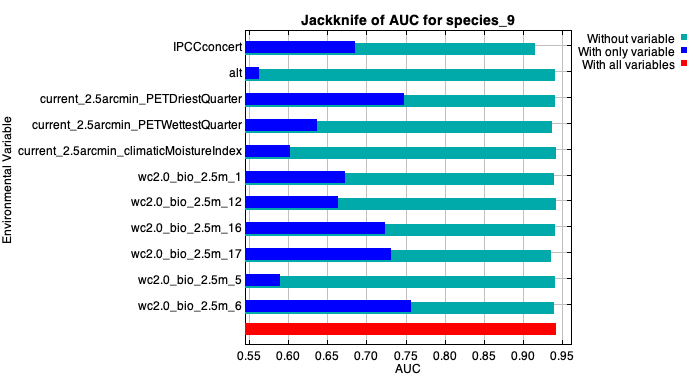 Jackknife of AUC for species_9
Without variable
With only variable
With all variables
Environmental Variable
IPCCconcert
alt
current_2.5arcmin_PETDriestQuarter
current_2.5arcmin_PETWettestQuarter
current_2.5arcmin_climaticMoistureIndex
wc2.0_bio_2.5m_1
wc2.0_bio_2.5m_12
wc2.0_bio_2.5m_16
wc2.0_bio_2.5m_17
wc2.0_bio_2.5m_5
wc2.0_bio_2.5m_6
0.55 0.60 0.65 0.70 0.75 0.80 0.85 0.90 0.95
AUC